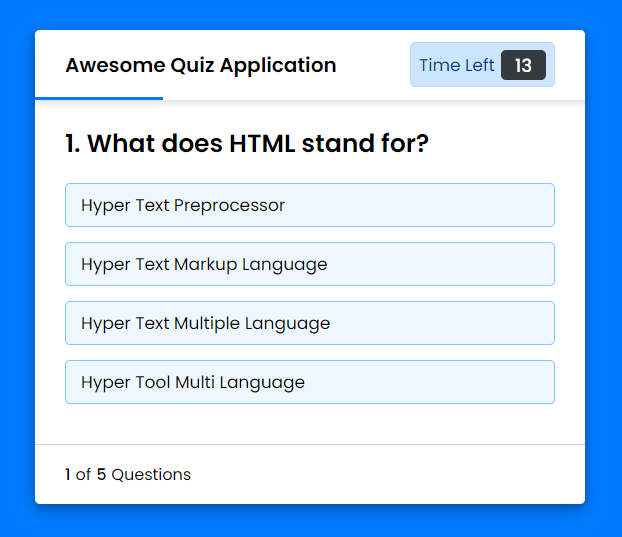 Awesome Quiz Application
Time Left 13
1. What does HTML stand for?
Hyper Text Preprocessor
Hyper Text Markup Language
Hyper Text Multiple Language
Hyper Tool Multi Language
1 of 5 Questions